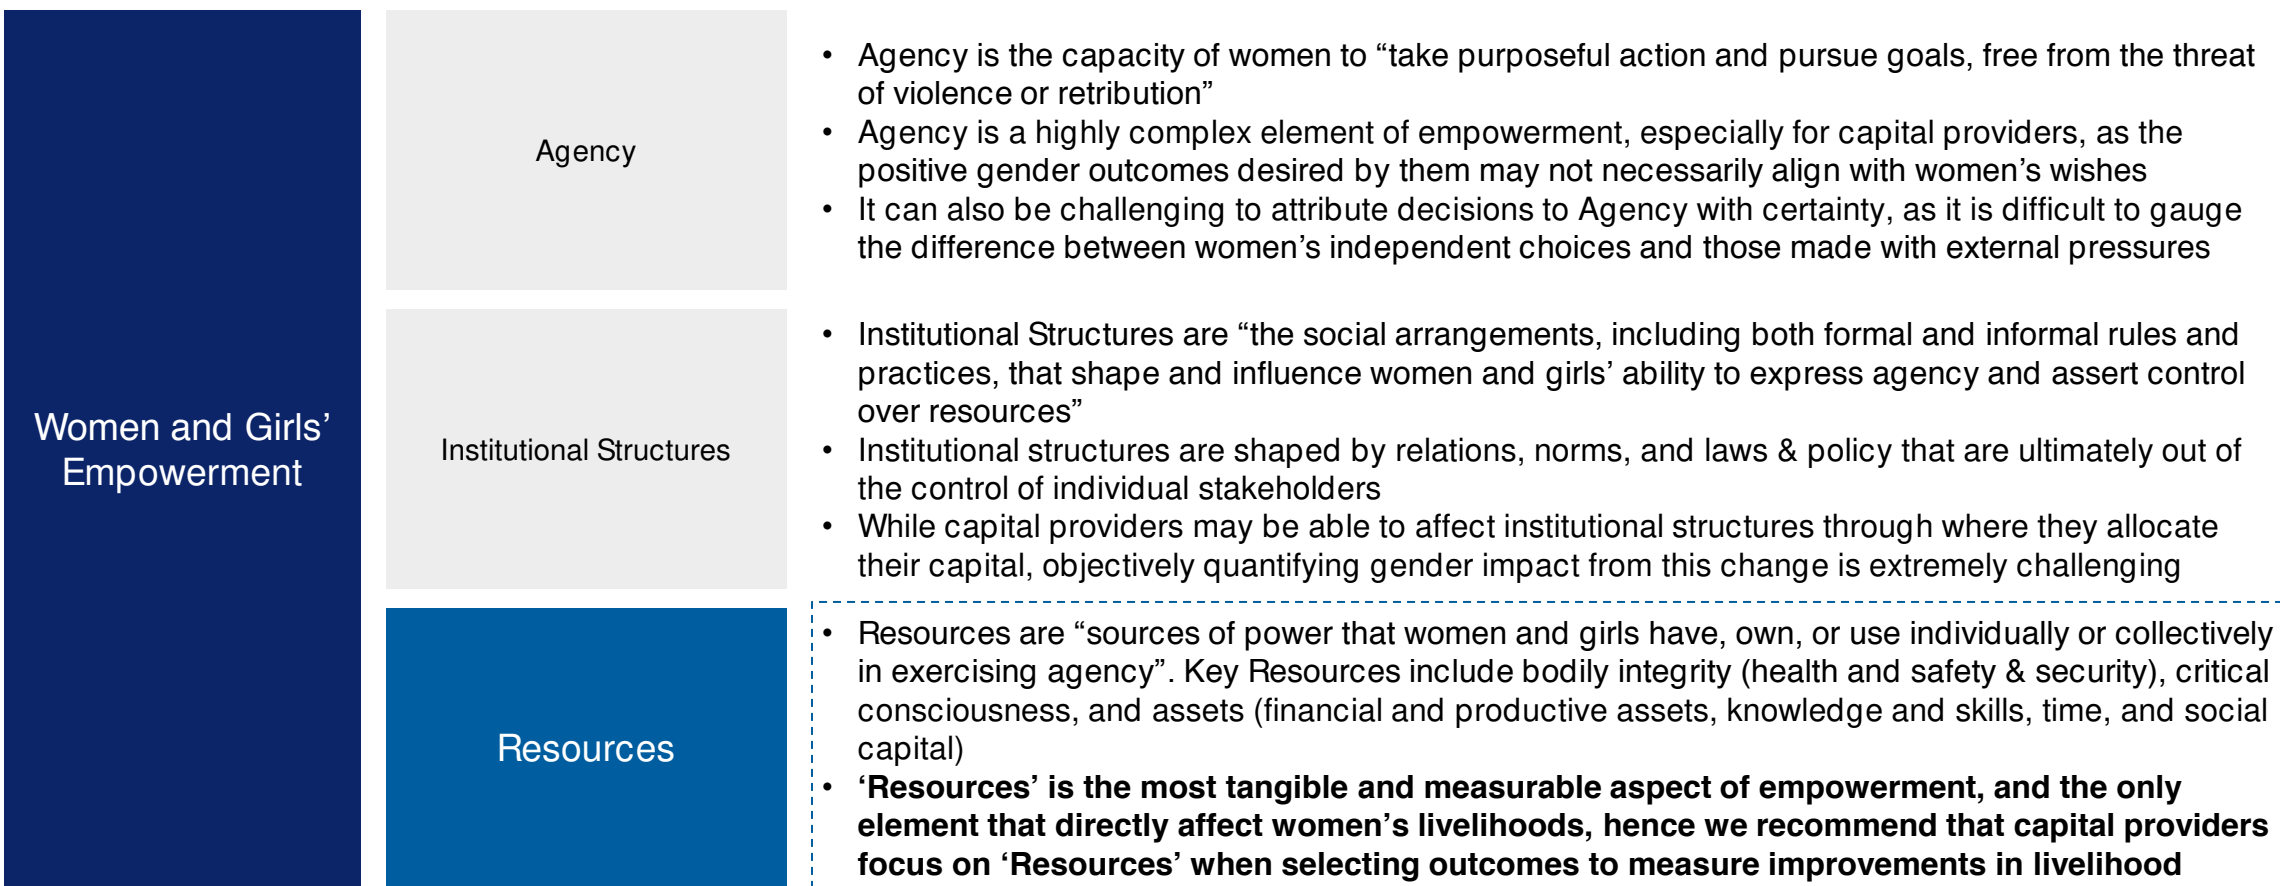 Women and Girls’
Empowerment
Agency
• Agency is the capacity of women to “take purposeful action and pursue goals, free from the threat
of violence or retribution”
• Agency is a highly complex element of empowerment, especially for capital providers, as the
positive gender outcomes desired by them may not necessarily align with women’s wishes
• It can also be challenging to attribute decisions to Agency with certainty, as it is difficult to gauge
the difference between women’s independent choices and those made with external pressures
Institutional Structures
• Institutional Structures are “the social arrangements, including both formal and informal rules and
practices, that shape and influence women and girls’ ability to express agency and assert control
over resources”
• Institutional structures are shaped by relations, norms, and laws & policy that are ultimately out of
the control of individual stakeholders
• While capital providers may be able to affect institutional structures through where they allocate
their capital, objectively quantifying gender impact from this change is extremely challenging
Resources
• Resources are “sources of power that women and girls have, own, or use individually or collectively
in exercising agency”. Key Resources include bodily integrity (health and safety & security), critical
consciousness, and assets (financial and productive assets, knowledge and skills, time, and social
capital)
• ‘Resources’ is the most tangible and measurable aspect of empowerment, and the only
element that directly affect women’s livelihoods, hence we recommend that capital providers
focus on ‘Resources’ when selecting outcomes to measure improvements in livelihood